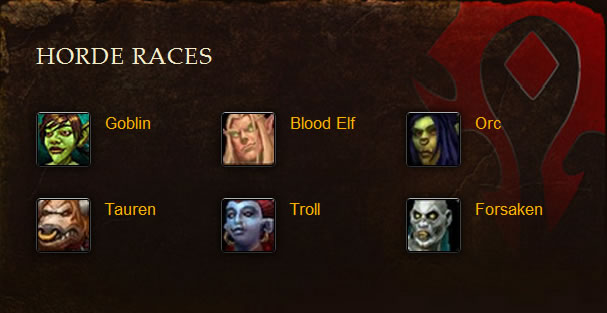 HORDE RACES
Goblin
Blood Elf
Orc
Tauren
Troll
Forsaken